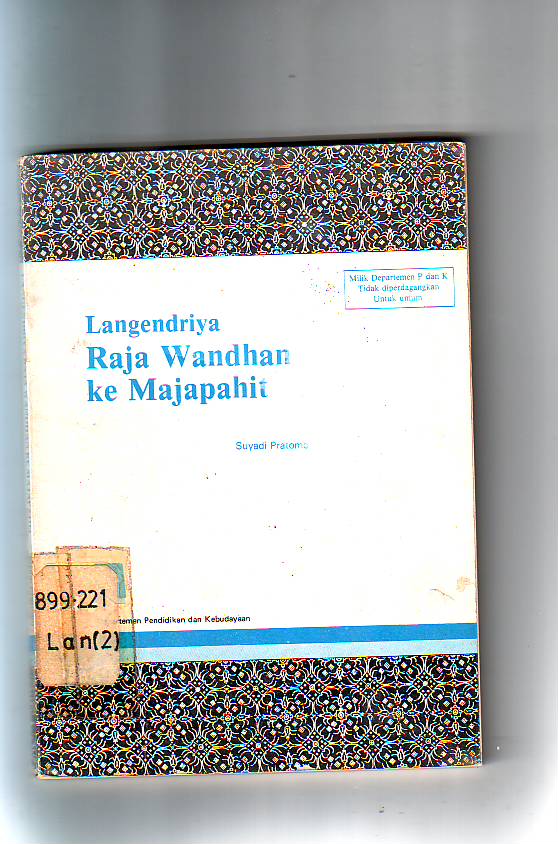 Milik Departemen P dan K
Tidak diperdagangkan
Untuk umum
Langendriya
Raja Wandhan
ke Majapahit
Suyadi Pratomo
899.221
Lan(2)
artemen Pendidikan dan Kebudayaan